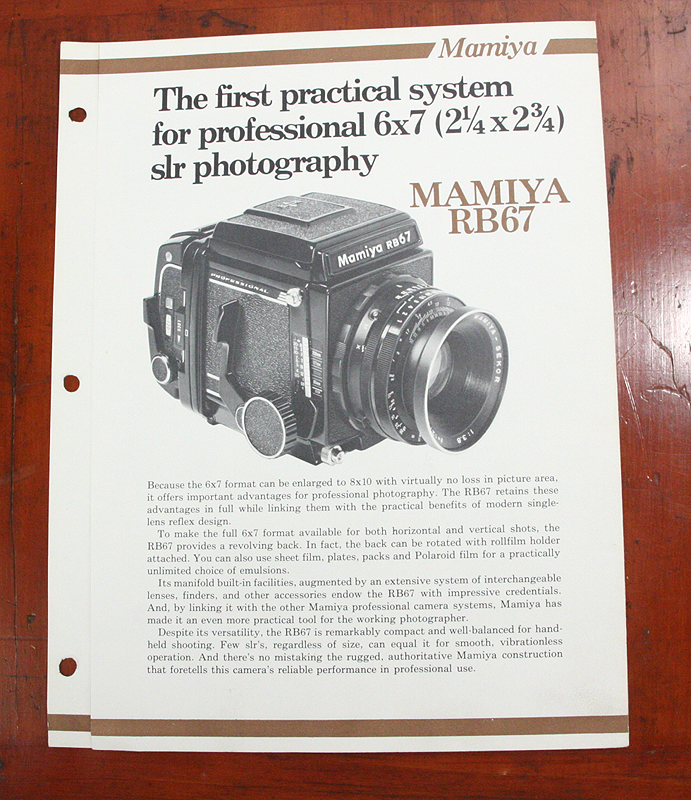 Mamiya
The first practical system
for professional 6x7 (2¼ x 2¾)
slr photography
MAMIYA
RB67
Mamiya RB67
PROFESSIONAL
MAMIYA-SEKOR
1:3.8
Because the 6x7 format can be enlarged to 8x10 with virtually no loss in picture area,
it offers important advantages for professional photography. The RB67 retains these
advantages in full while linking them with the practical benefits of modern single-
lens reflex design.
To make the full 6x7 format available for both horizontal and vertical shots, the
RB67 provides a revolving back. In fact, the back can be rotated with rollfilm holder
attached. You can also use sheet film, plates, packs and Polaroid film for a practically
unlimited choice of emulsions.
Its manifold built-in facilities, augmented by an extensive system of interchangeable
lenses, finders, and other accessories endow the RB67 with impressive credentials.
And, by linking it with the other Mamiya professional camera systems, Mamiya has
made it an even more practical tool for the working photographer.
Despite its versatility, the RB67 is remarkably compact and well-balanced for hand-
held shooting. Few slr's, regardless of size, can equal it for smooth, vibrationless
operation. And there's no mistaking the rugged, authoritative Mamiya construction
that foretells this camera's reliable performance in professional use.